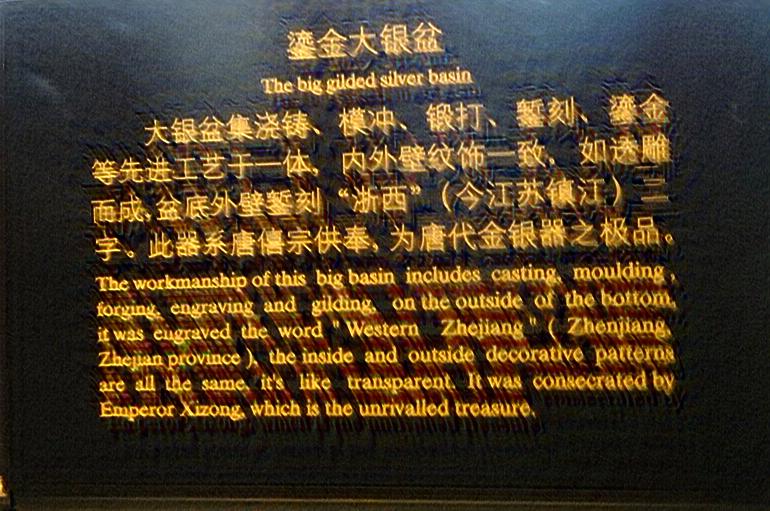 鎏金大银盆
The big gilded silver basin
大银盆集浇铸、模冲、锻打、錾刻、鎏金
等先进工艺于一体，内外壁纹饰一致，如透雕
而成，盆底外壁錾刻“浙西”（今江苏镇江）二
字。此器系唐僖宗供奉，为唐代金银器之极品。
The workmanship of this big basin includes casting, moulding,
forging, engraving and gilding, on the outside of the bottom,
it was engraved the word "Western Zhejiang" ( Zhenjiang,
Zhejian province ), the inside and outside decorative patterns
are all the same, it's like transparent. It was consecrated by
Emperor Xizong, which is the unrivalled treasure.